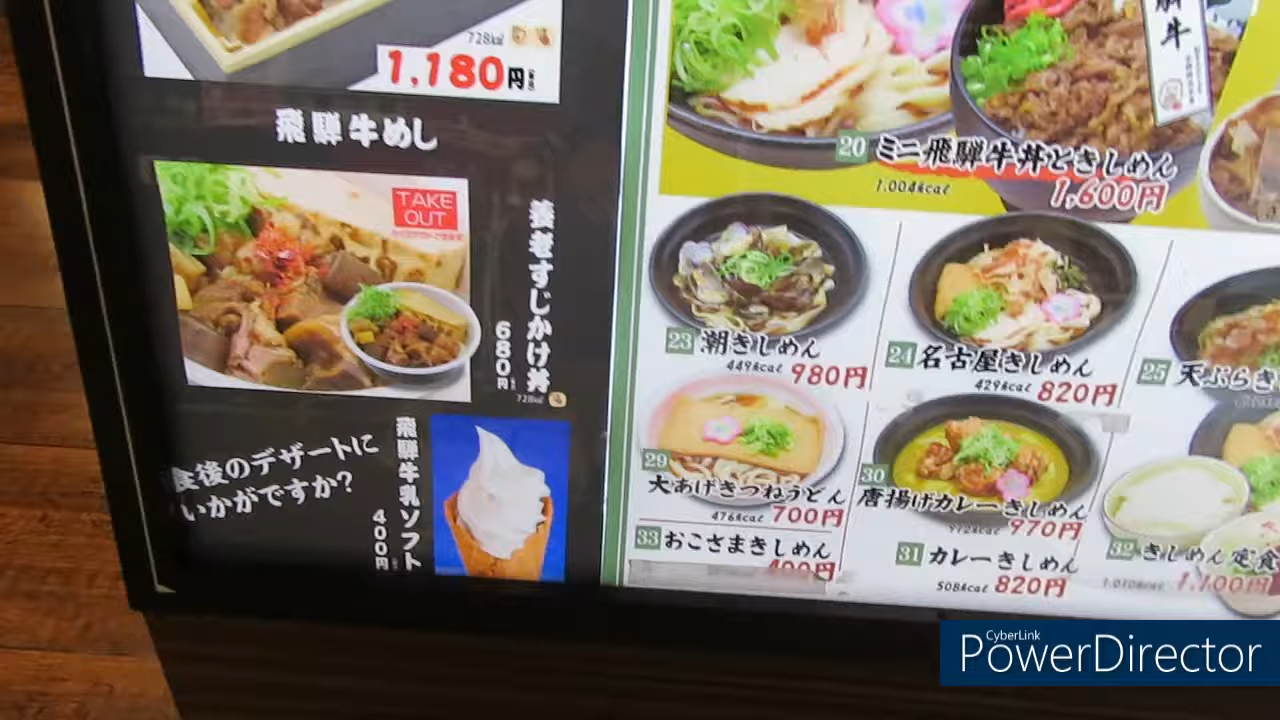 728kcal
1,180円
飛騨牛めし
TAKE
OUT
養老すじかけ丼
680円
728kcal
食後のデザートに
いかがですか?
飛騨牛乳ソフト
400円
牛
20 ミニ飛騨牛丼ときしめん
1,004kcal
1,600円
23 潮きしめん
449kcal 980円
24 名古屋きしめん
429kcal 820円
25 天ぷらき
29
大あげきつねうどん
476kcal 700円
30
唐揚げカレーきしめん
972kcal 970円
33 おこさまきしめん
400円
31 カレーきしめん
508kcal 820円
32 きしめん定食
1,100円
CyberLink
PowerDirector